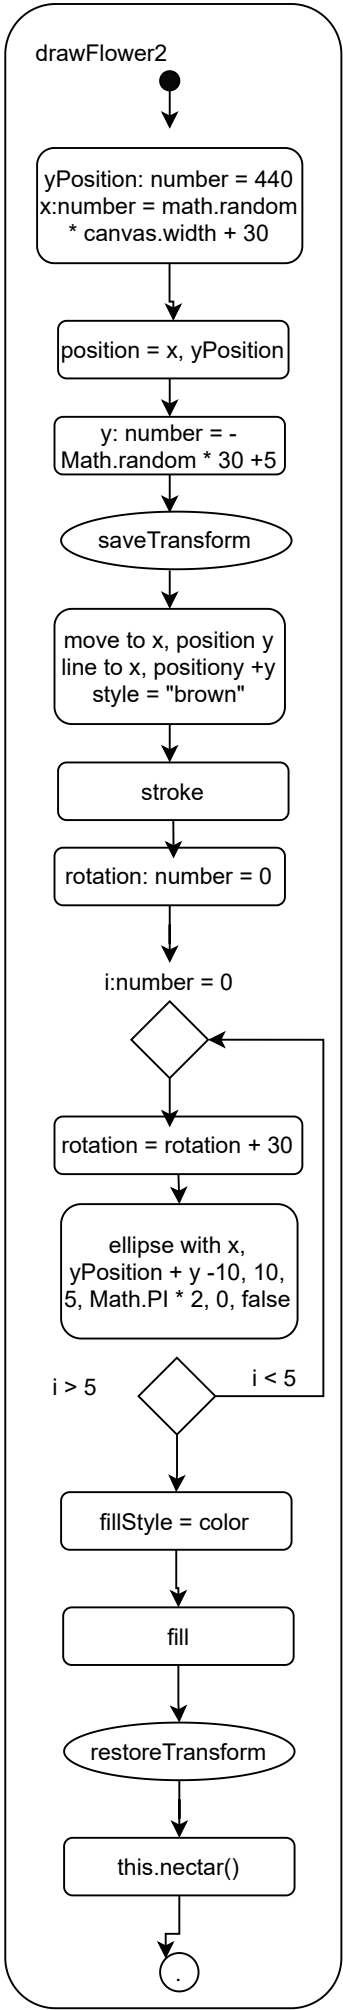 drawFlower2
yPosition: number = 440
x:number = math.random
* canvas.width + 30
position = x, yPosition
y: number = -
Math.random * 30 +5
saveTransform
move to x, position y
line to x, positiony +y
style = "brown"
stroke
rotation: number = 0
i:number = 0
rotation = rotation + 30
ellipse with x,
yPosition + y -10, 10,
5, Math.PI * 2, 0, false
i > 5
i < 5
fillStyle = color
fill
restoreTransform
this.nectar()
.